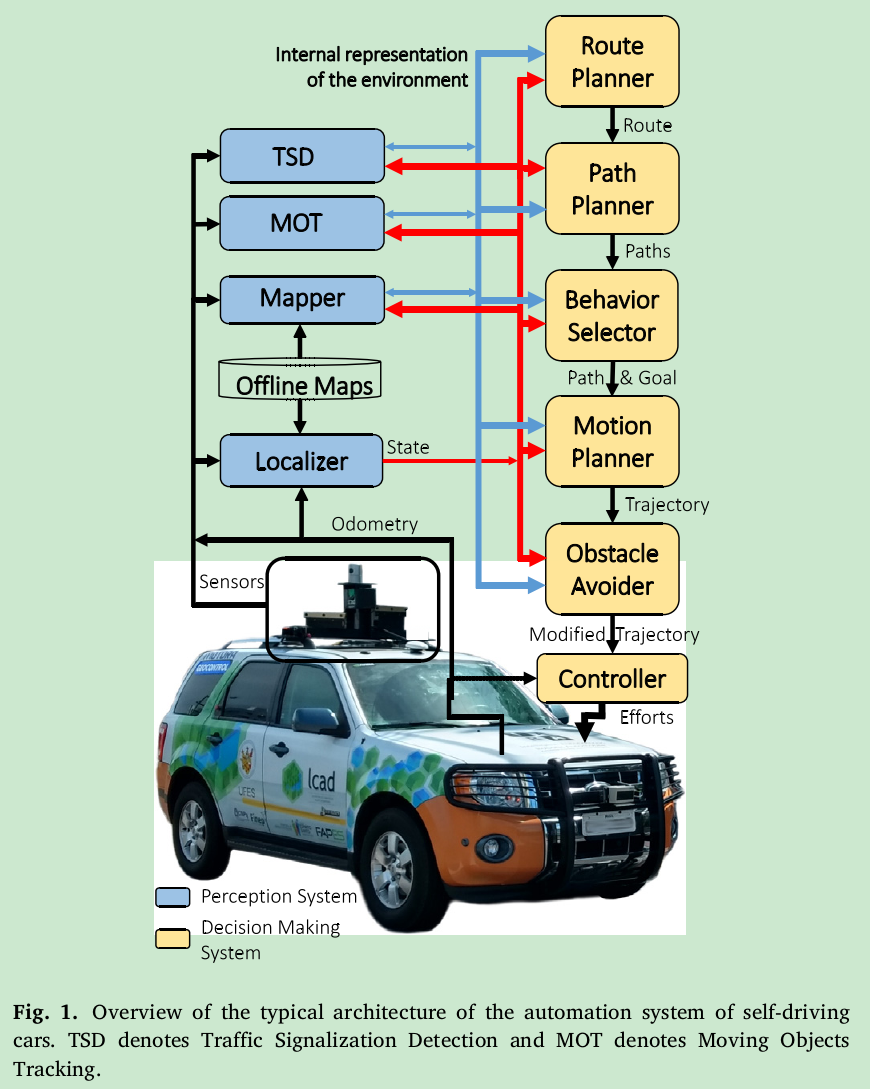 Internal representation
of the environment
Route
Planner
Route
TSD
Path
Planner
MOT
Paths
Mapper
Behavior
Selector
Offline Maps
Path & Goal
Motion
Planner
Localizer
State
Trajectory
Odometry
Obstacle
Avoider
Sensors
Modified Trajectory
Controller
Efforts
lcad
UFES
Perception System
Decision Making
System
Fig. 1. Overview of the typical architecture of the automation system of self-driving
cars. TSD denotes Traffic Signalization Detection and MOT denotes Moving Objects
Tracking.